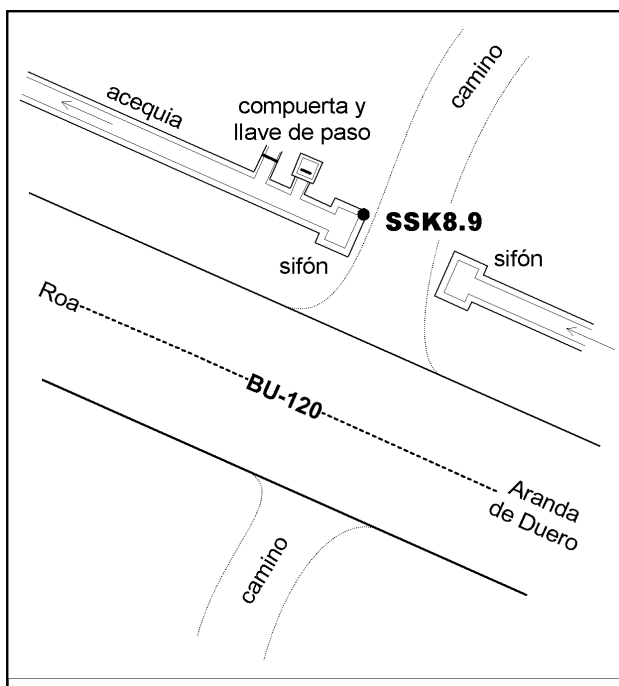 camino
acequia
compuerta y
llave de paso
SSK8.9
sifón
sifón
Roa
BU-120
Aranda
de Duero
camino